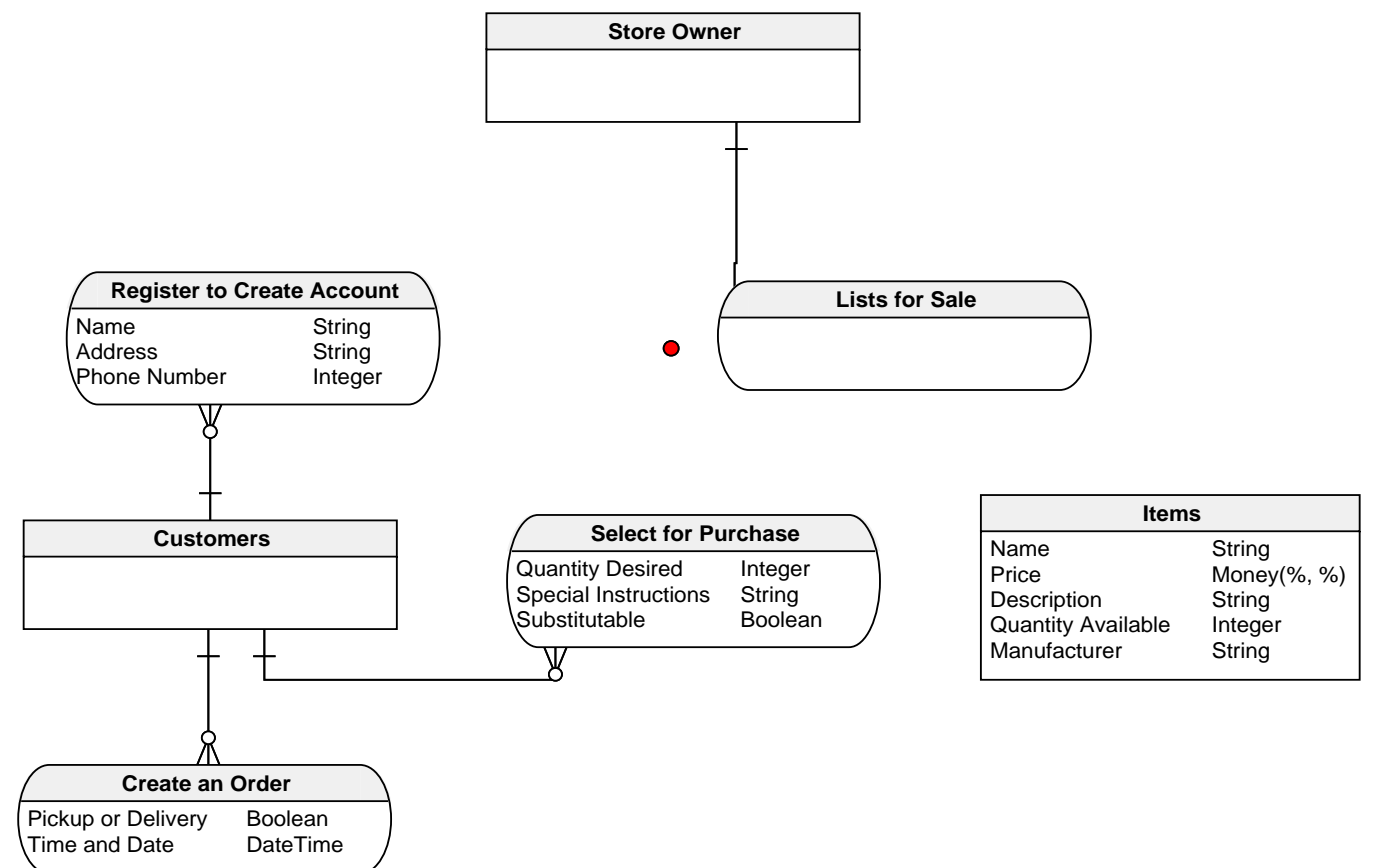 Store Owner
Register to Create Account
Name String
Address String
Phone Number Integer
Lists for Sale
Customers
Select for Purchase
Quantity Desired Integer
Special Instructions String
Substitutable Boolean
Items
Name String
Price Money(%, %)
Description String
Quantity Available Integer
Manufacturer String
Create an Order
Pickup or Delivery Boolean
Time and Date DateTime